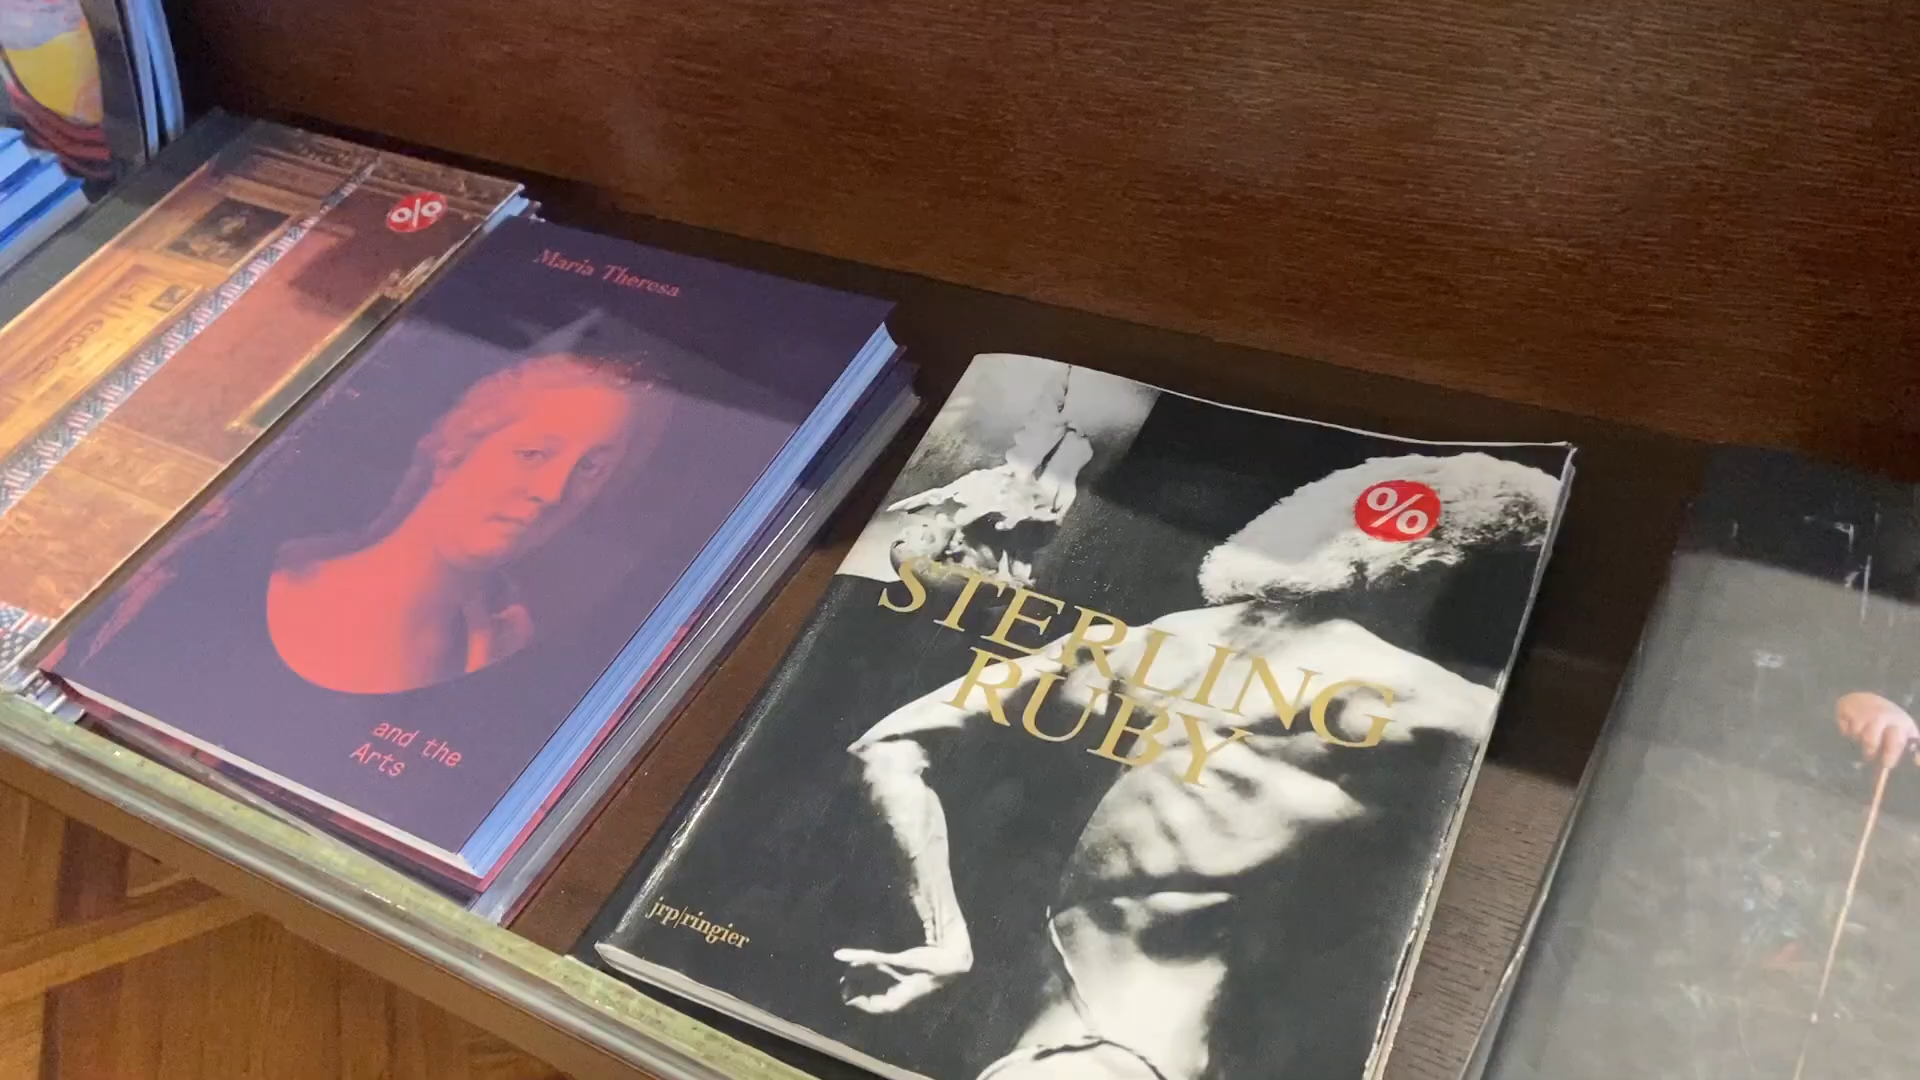 %
Maria Theresa
and the
Arts
%
STERLING
RUBY
jrp|ringier